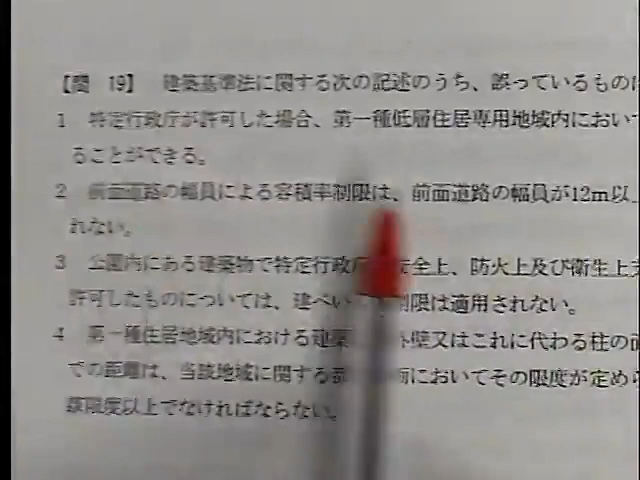 【問 19】 建築基準法に関する次の記述のうち、誤っているものに
1 特定行政庁が許可した場合、第一種低層住居専用地域内におい
ることができる。
2 前面道路の幅員による容積率制限は、前面道路の幅員が12m以上
れない。
3 公園内にある建築物で特定行政庁 安全上、防火上及び衛生上
許可したものについては、建ぺい 制限は適用されない。
4 第一種住居地域内における建築 外壁又はこれに代わる柱の面
での距離は、当該地域に関する都 においてその限度が定め
該限度以上でなければならない。